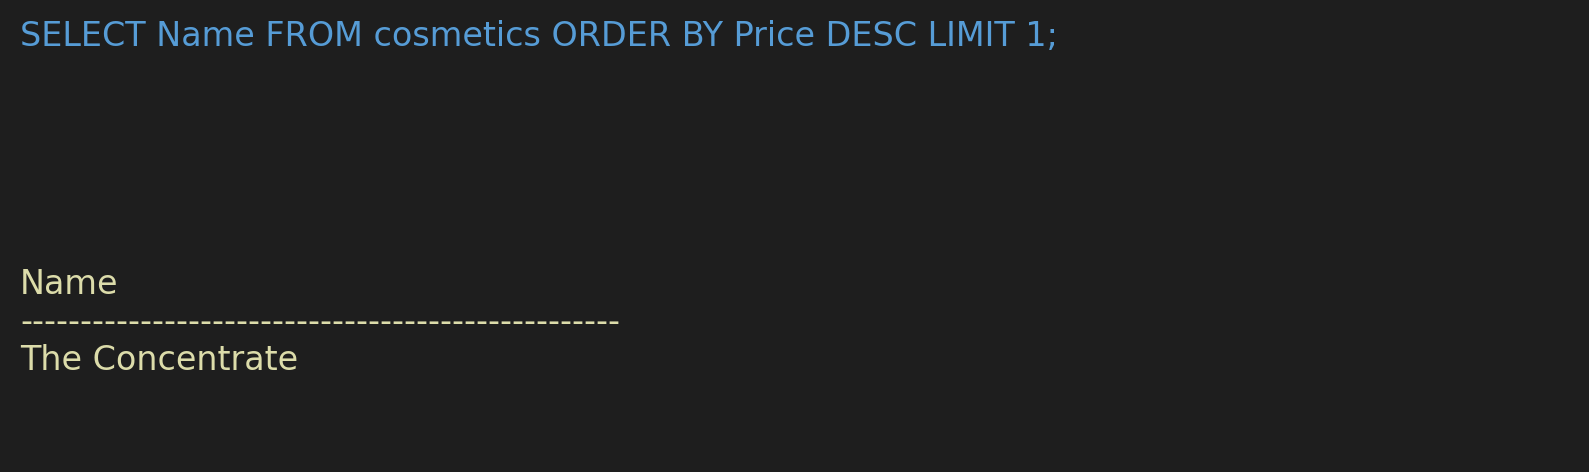 SELECT Name FROM cosmetics ORDER BY Price DESC LIMIT 1;
Name
--------------------------------------------------
The Concentrate